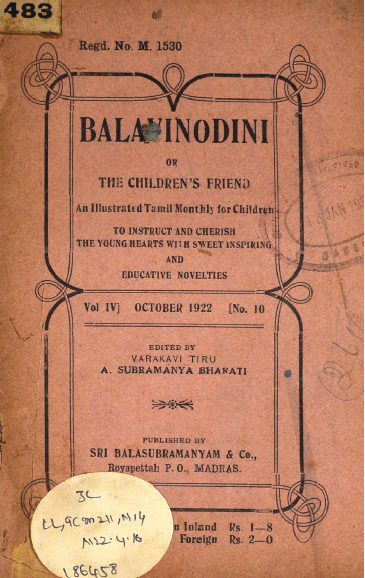 483
Regd. No. M. 1530
BALAVINODINI
OR
THE CHILDREN'S FRIEND
An Illustrated Tamil Monthly for Children
TO INSTRUCT AND CHERISH
THE YOUNG HEARTS WITH SWEET INSPIRING
AND
EDUCATIVE NOVELTIES
Vol IV] OCTOBER 1922 [No. 10
EDITED BY
VARAKAVI TIRU
A. SUBRAMANYA BHARATI
PUBLISHED BY
SRI BALASUBRAMANYAM & Co.,
Royapettah P. O., MADRAS.
Inland Rs. 1—8
Foreign Rs. 2—0
186458